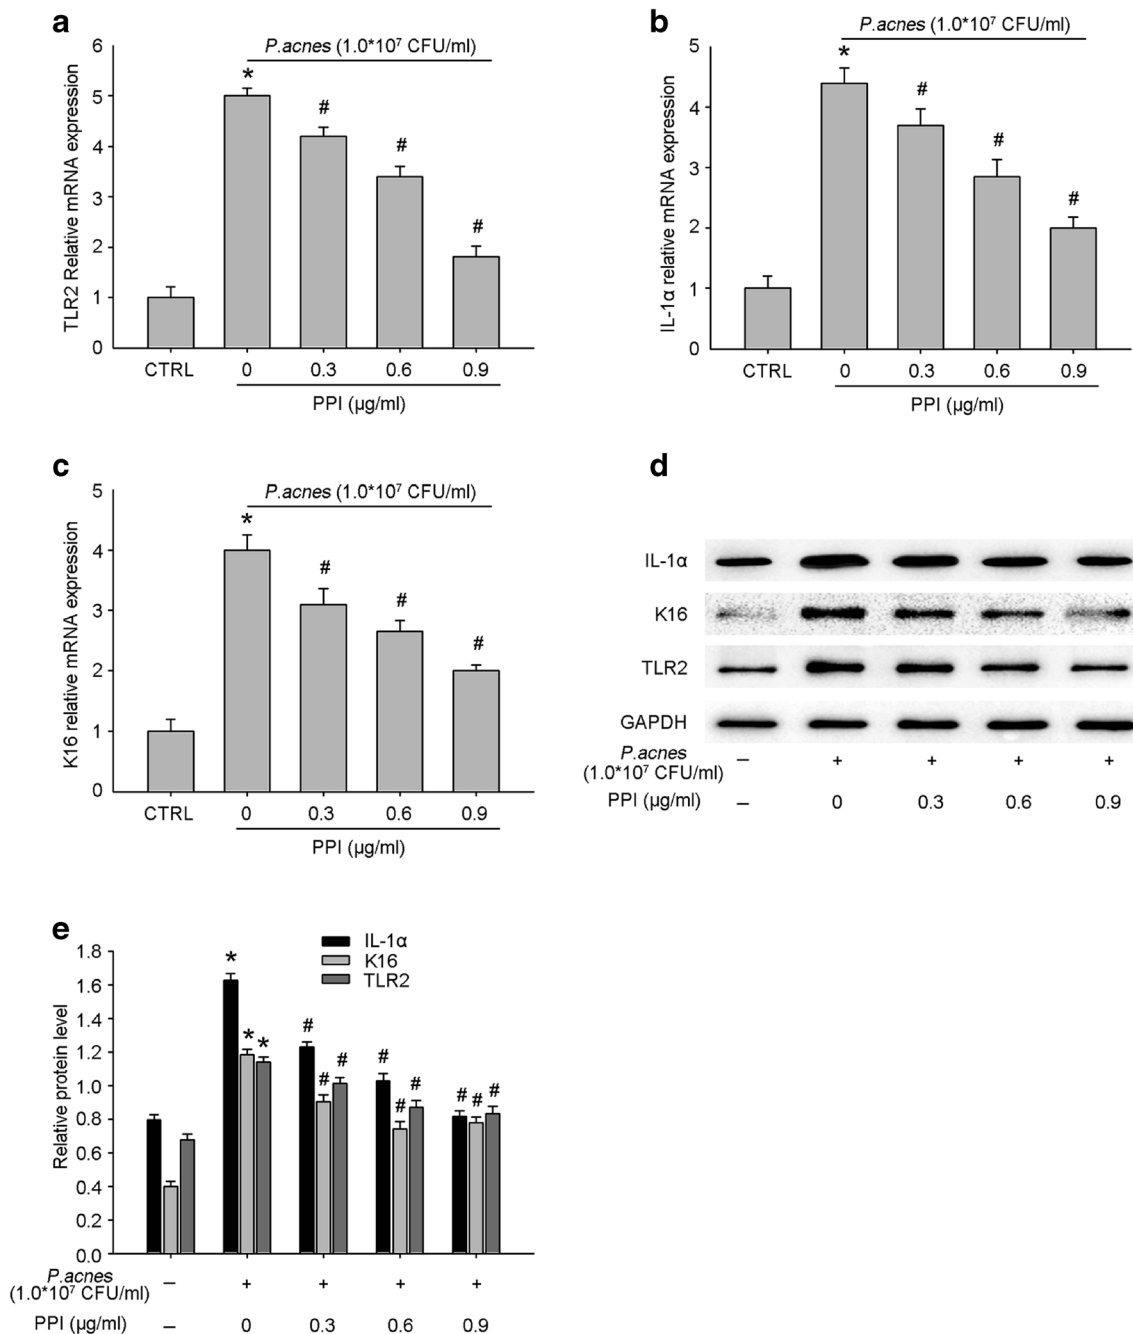 a
P.acnes (1.0*10⁷ CFU/ml)
TLR2 Relative mRNA expression
6
5
4
3
2
1
0
*
#
#
#
CTRL 0 0.3 0.6 0.9
PPI (µg/ml)
b
P.acnes (1.0*10⁷ CFU/ml)
IL-1α relative mRNA expression
5
4
3
2
1
0
*
#
#
#
CTRL 0 0.3 0.6 0.9
PPI (µg/ml)
c
P.acnes (1.0*10⁷ CFU/ml)
K16 relative mRNA expression
5
4
3
2
1
0
*
#
#
#
CTRL 0 0.3 0.6 0.9
PPI (µg/ml)
d
IL-1α
K16
TLR2
GAPDH
P.acnes – + + + +
(1.0*10⁷ CFU/ml)
PPI (µg/ml) – 0 0.3 0.6 0.9
e
IL-1α
K16
TLR2
Relative protein level
1.8
1.6
1.4
1.2
1.0
0.8
0.6
0.4
0.2
0.0
*
* *
# # #
# # #
# # #
P.acnes – + + + +
(1.0*10⁷ CFU/ml)
PPI (µg/ml) – 0 0.3 0.6 0.9